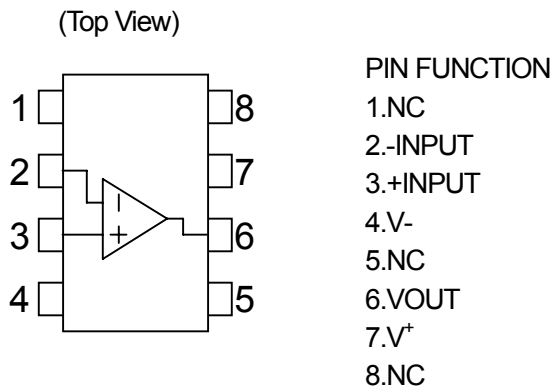 (Top View)
1
2
3
4
8
7
6
5
−
+
PIN FUNCTION
1.NC
2.-INPUT
3.+INPUT
4.V-
5.NC
6.VOUT
7.V⁺
8.NC